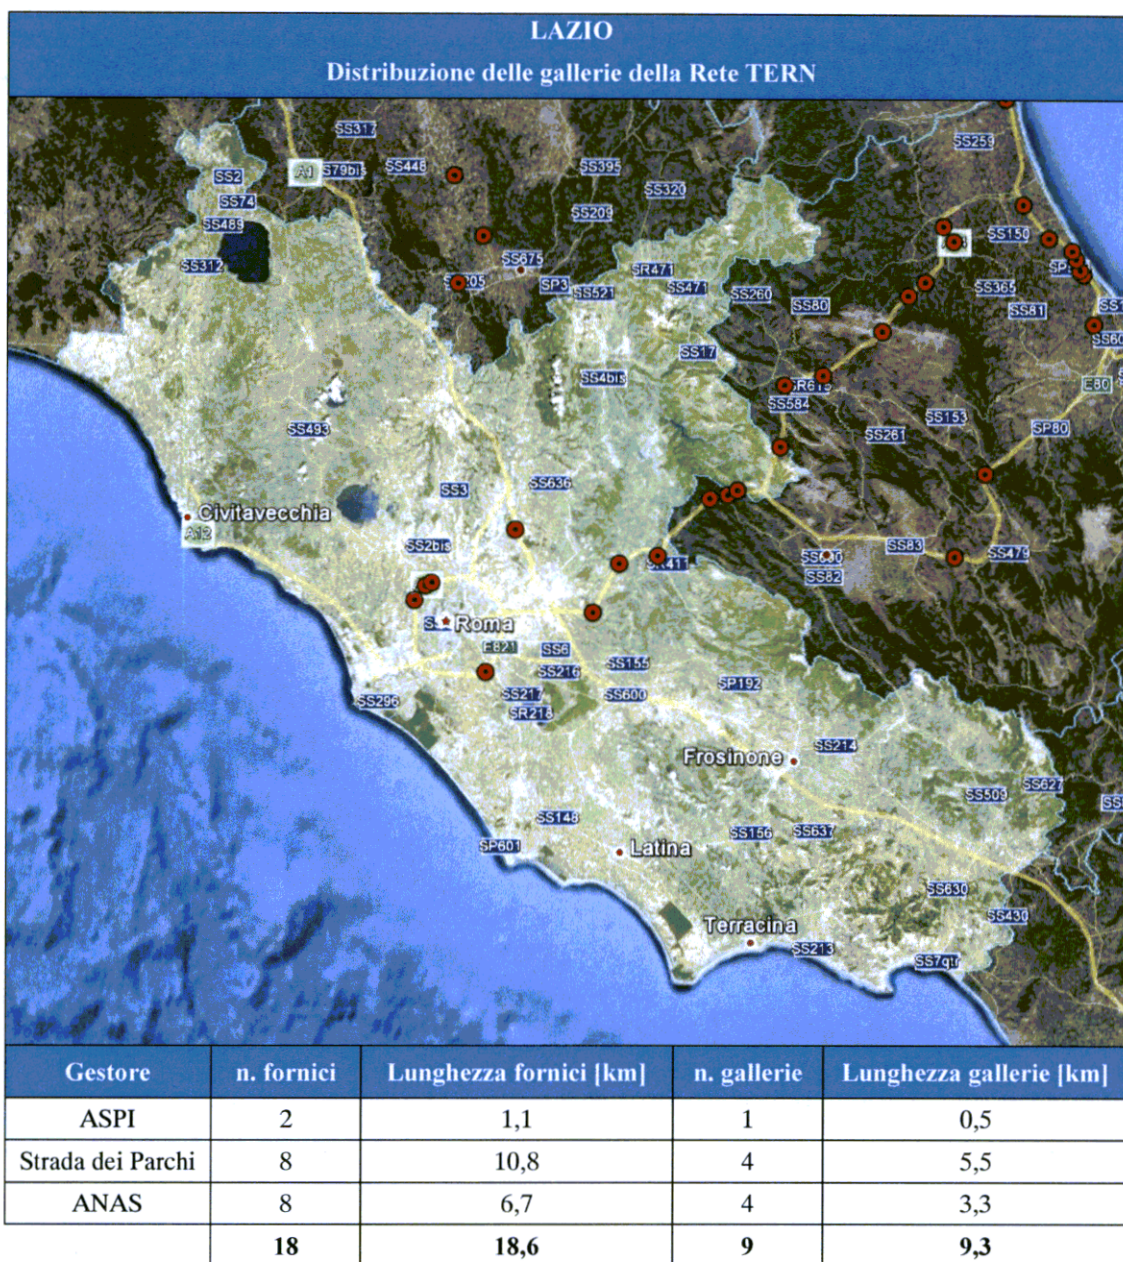 LAZIO
Distribuzione delle gallerie della Rete TERN
SS317
SS259
A1
S79bis
SS448
SS395
SS2
SS320
SS74
SS209
SS489
SS150
SS312
SS675
SR471
SP3
SS521
SS471
SS260
SS80
SS365
SS81
SS17
SS4bis
E80
SS584
SS153
SS493
SS261
SP80
SS636
SS3
Civitavecchia
A12
SS2bis
SS83
SS479
SR411
SS82
Roma
E821
SS6
SS216
SS155
SP192
SS296
SS217
SS600
SR218
SS214
Frosinone
SS627
SS509
SS148
SS156
SS637
SP601
Latina
SS630
SS430
Terracina
SS213
SS7qtr
Gestore n. fornici Lunghezza fornici [km] n. gallerie Lunghezza gallerie [km]
ASPI 2 1,1 1 0,5
Strada dei Parchi 8 10,8 4 5,5
ANAS 8 6,7 4 3,3
18 18,6 9 9,3